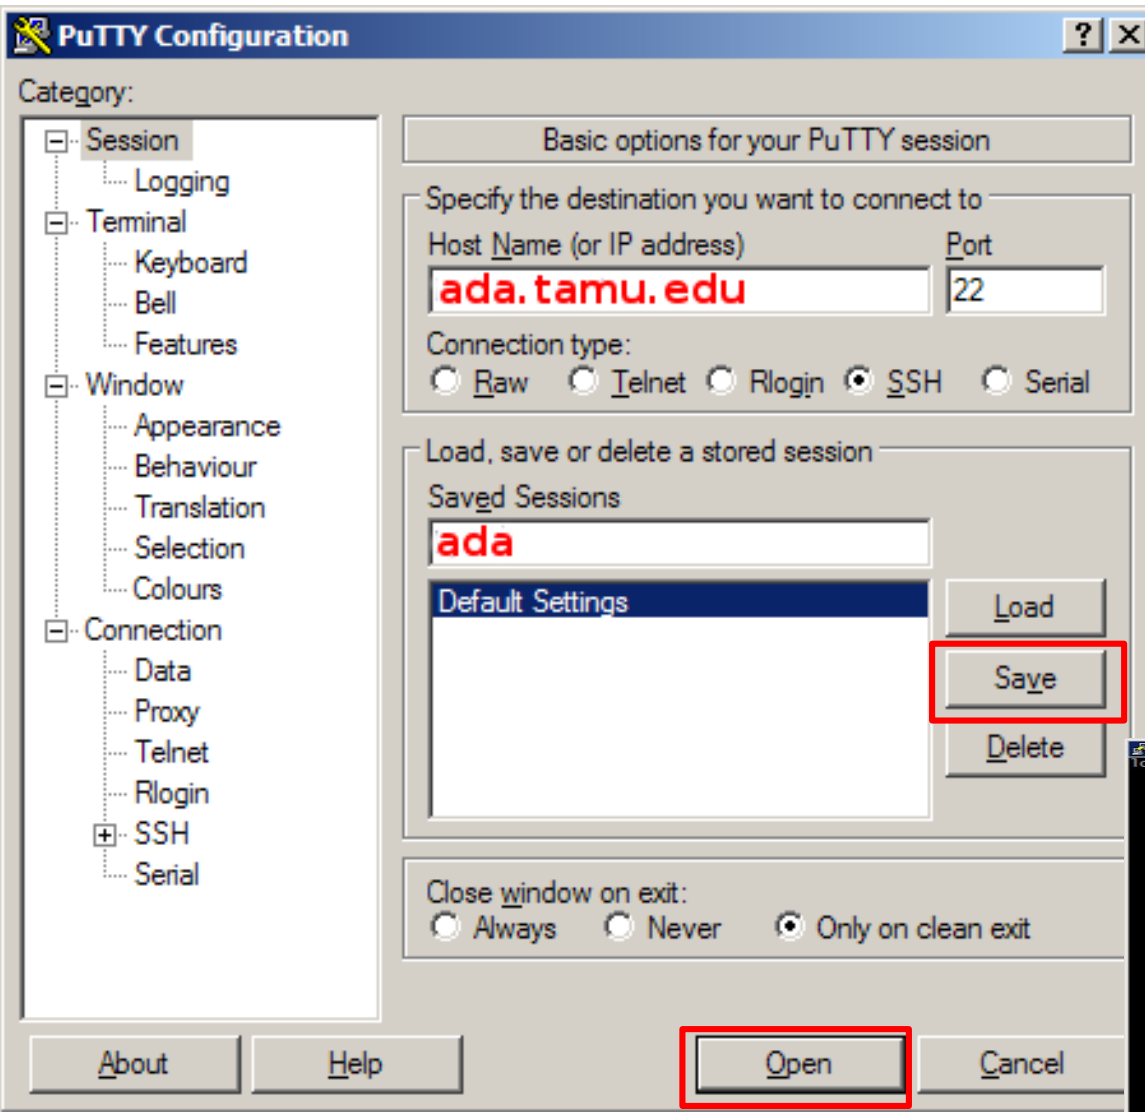 PuTTY Configuration
Category:
Session
Logging
Terminal
Keyboard
Bell
Features
Window
Appearance
Behaviour
Translation
Selection
Colours
Connection
Data
Proxy
Telnet
Rlogin
SSH
Serial
Basic options for your PuTTY session
Specify the destination you want to connect to
Host Name (or IP address) Port
ada.tamu.edu 22
Connection type:
Raw Telnet Rlogin SSH Serial
Load, save or delete a stored session
Saved Sessions
ada
Default Settings
Load
Save
Delete
Close window on exit:
Always Never Only on clean exit
About Help Open Cancel